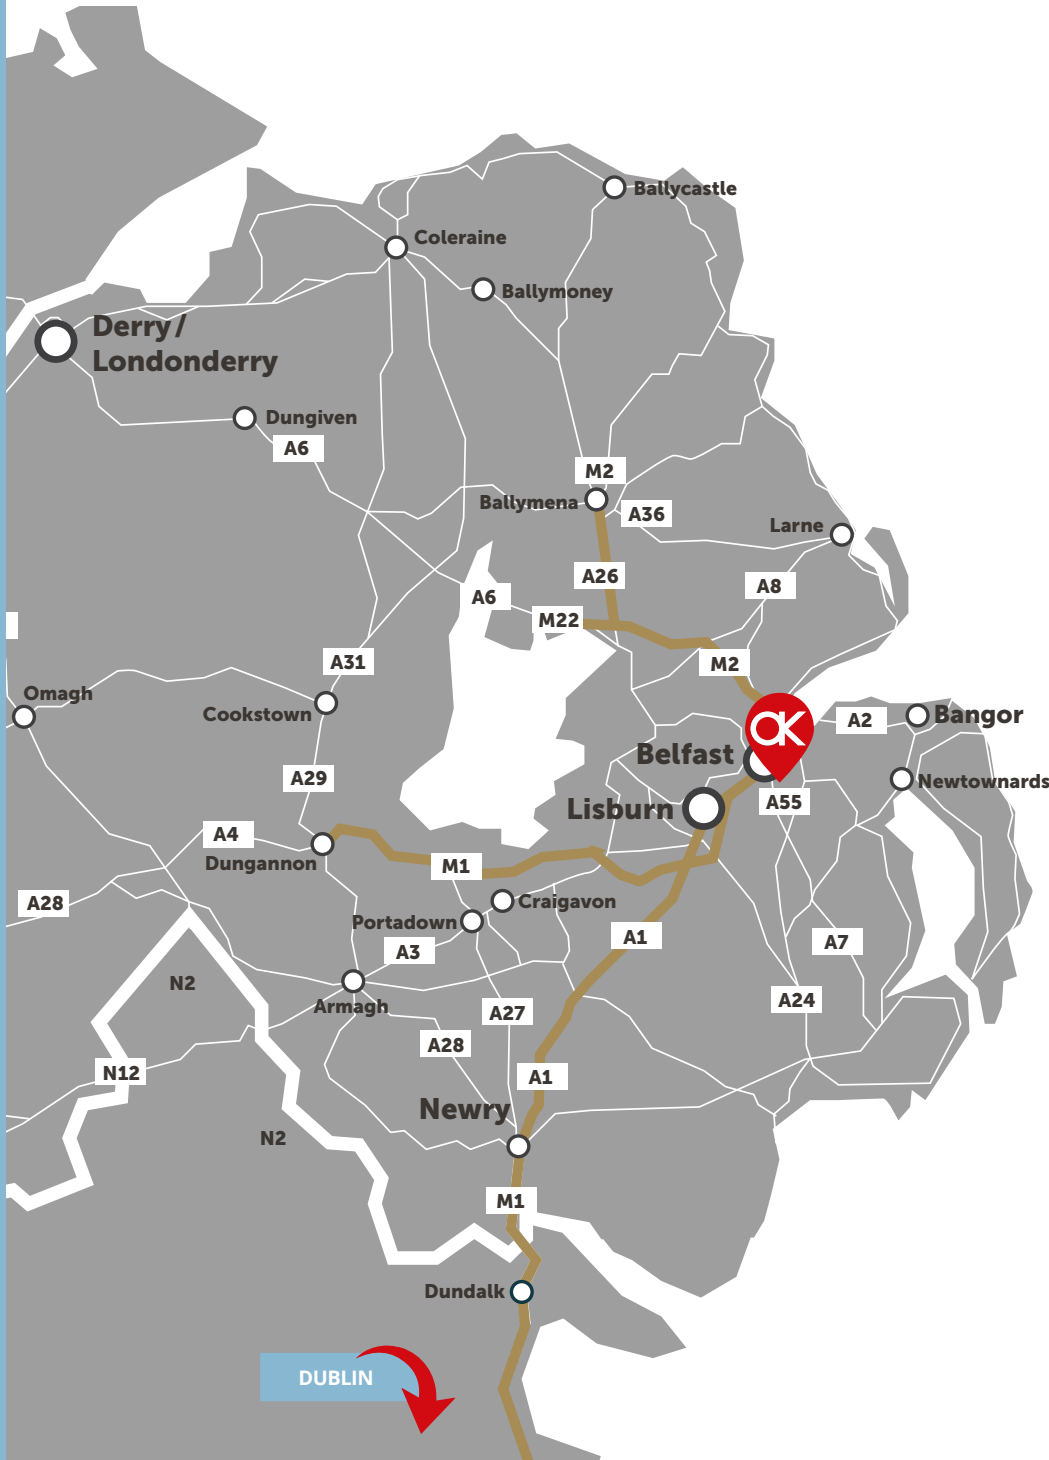 Ballycastle
Coleraine
Ballymoney
Derry/
Londonderry
Dungiven
A6
M2
Ballymena
A36
Larne
A26
A8
A6
M22
A31
M2
Omagh
Cookstown
OK
A2
Bangor
Belfast
A29
Newtownards
Lisburn
A55
A4
Dungannon
M1
A28
Craigavon
Portadown
A1
A7
A3
N2
Armagh
A24
A27
A28
N12
A1
Newry
N2
M1
Dundalk
DUBLIN